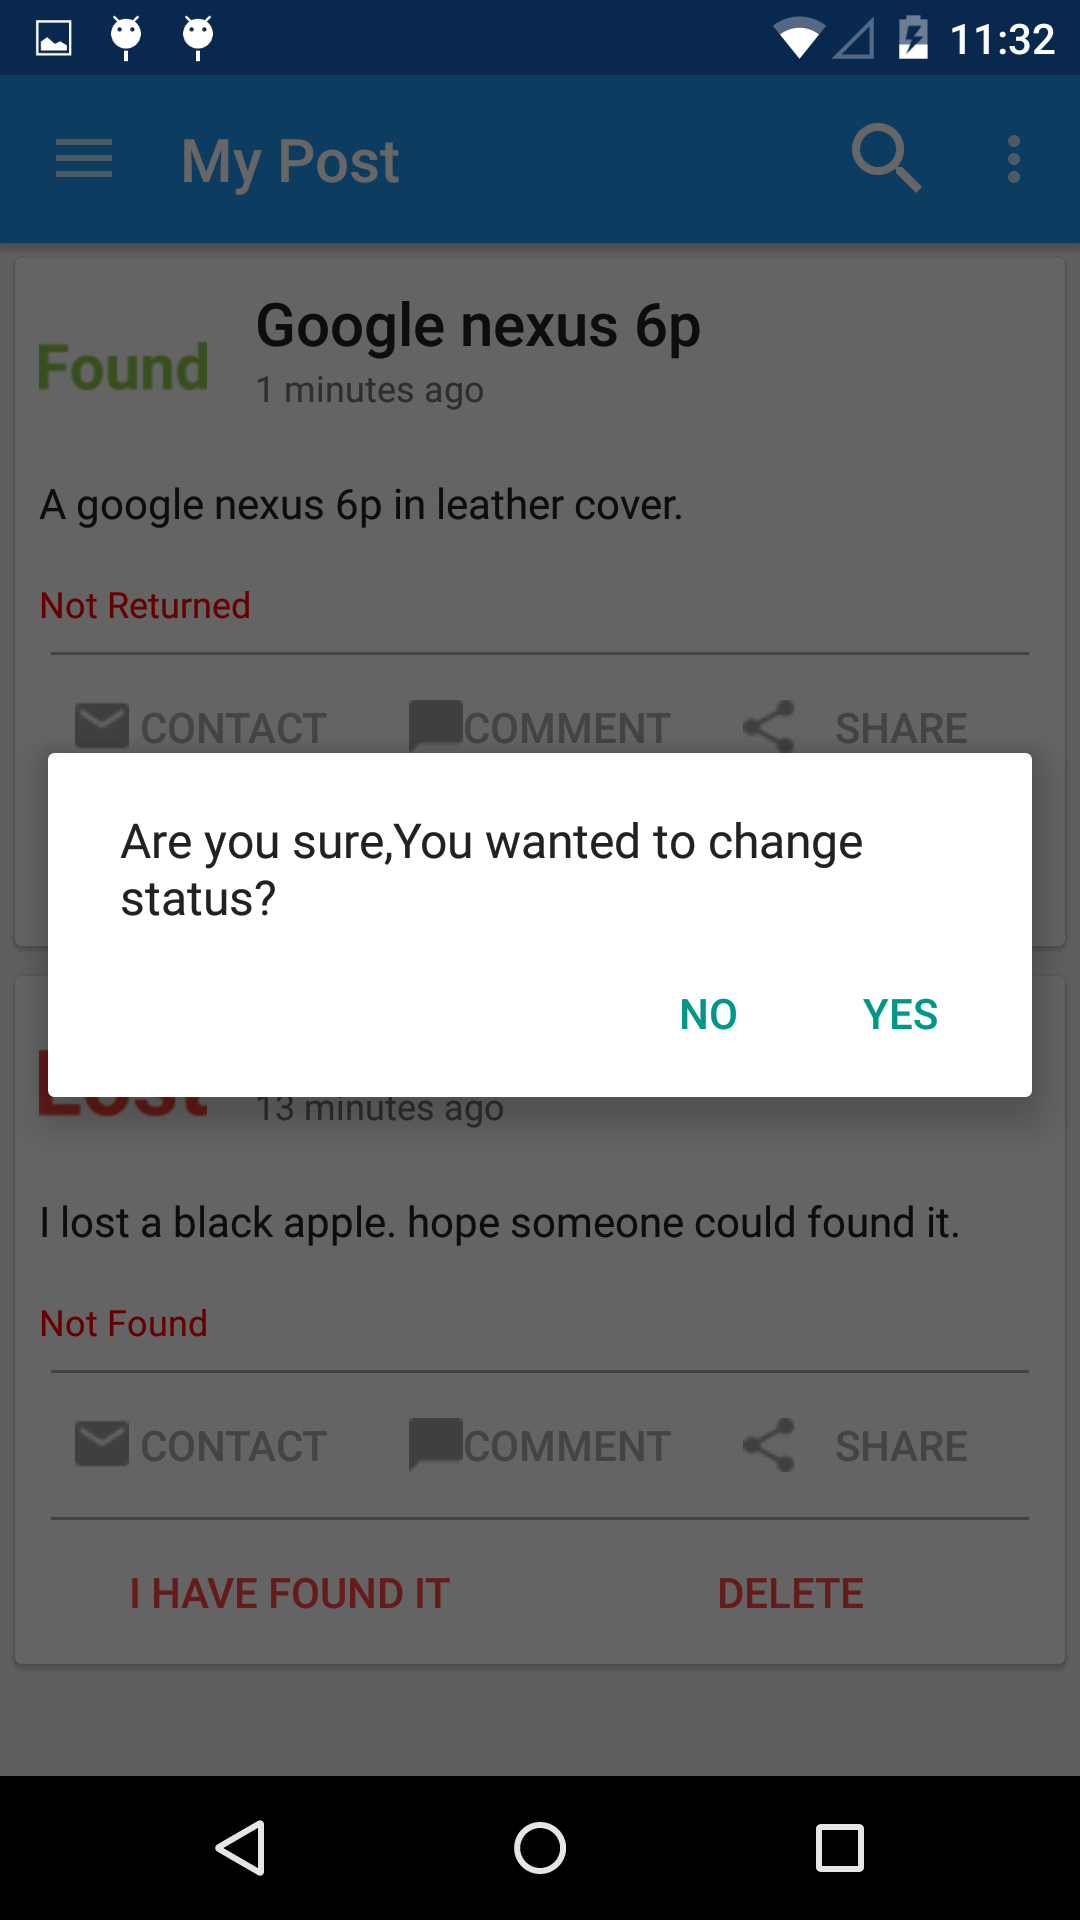 11:32
My Post
Google nexus 6p
Found
1 minutes ago
A google nexus 6p in leather cover.
Not Returned
CONTACT COMMENT SHARE
Are you sure,You wanted to change
status?
NO YES
Lost
13 minutes ago
I lost a black apple. hope someone could found it.
Not Found
CONTACT COMMENT SHARE
I HAVE FOUND IT DELETE